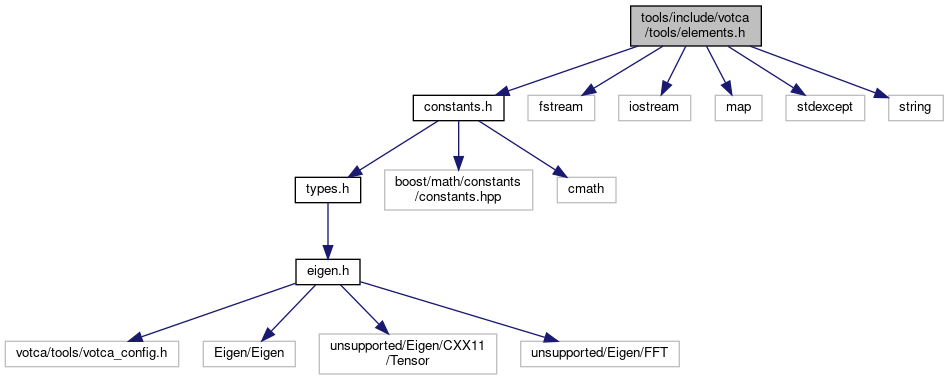 tools/include/votca
/tools/elements.h
constants.h
fstream
iostream
map
stdexcept
string
types.h
boost/math/constants
/constants.hpp
cmath
eigen.h
votca/tools/votca_config.h
Eigen/Eigen
unsupported/Eigen/CXX11
/Tensor
unsupported/Eigen/FFT